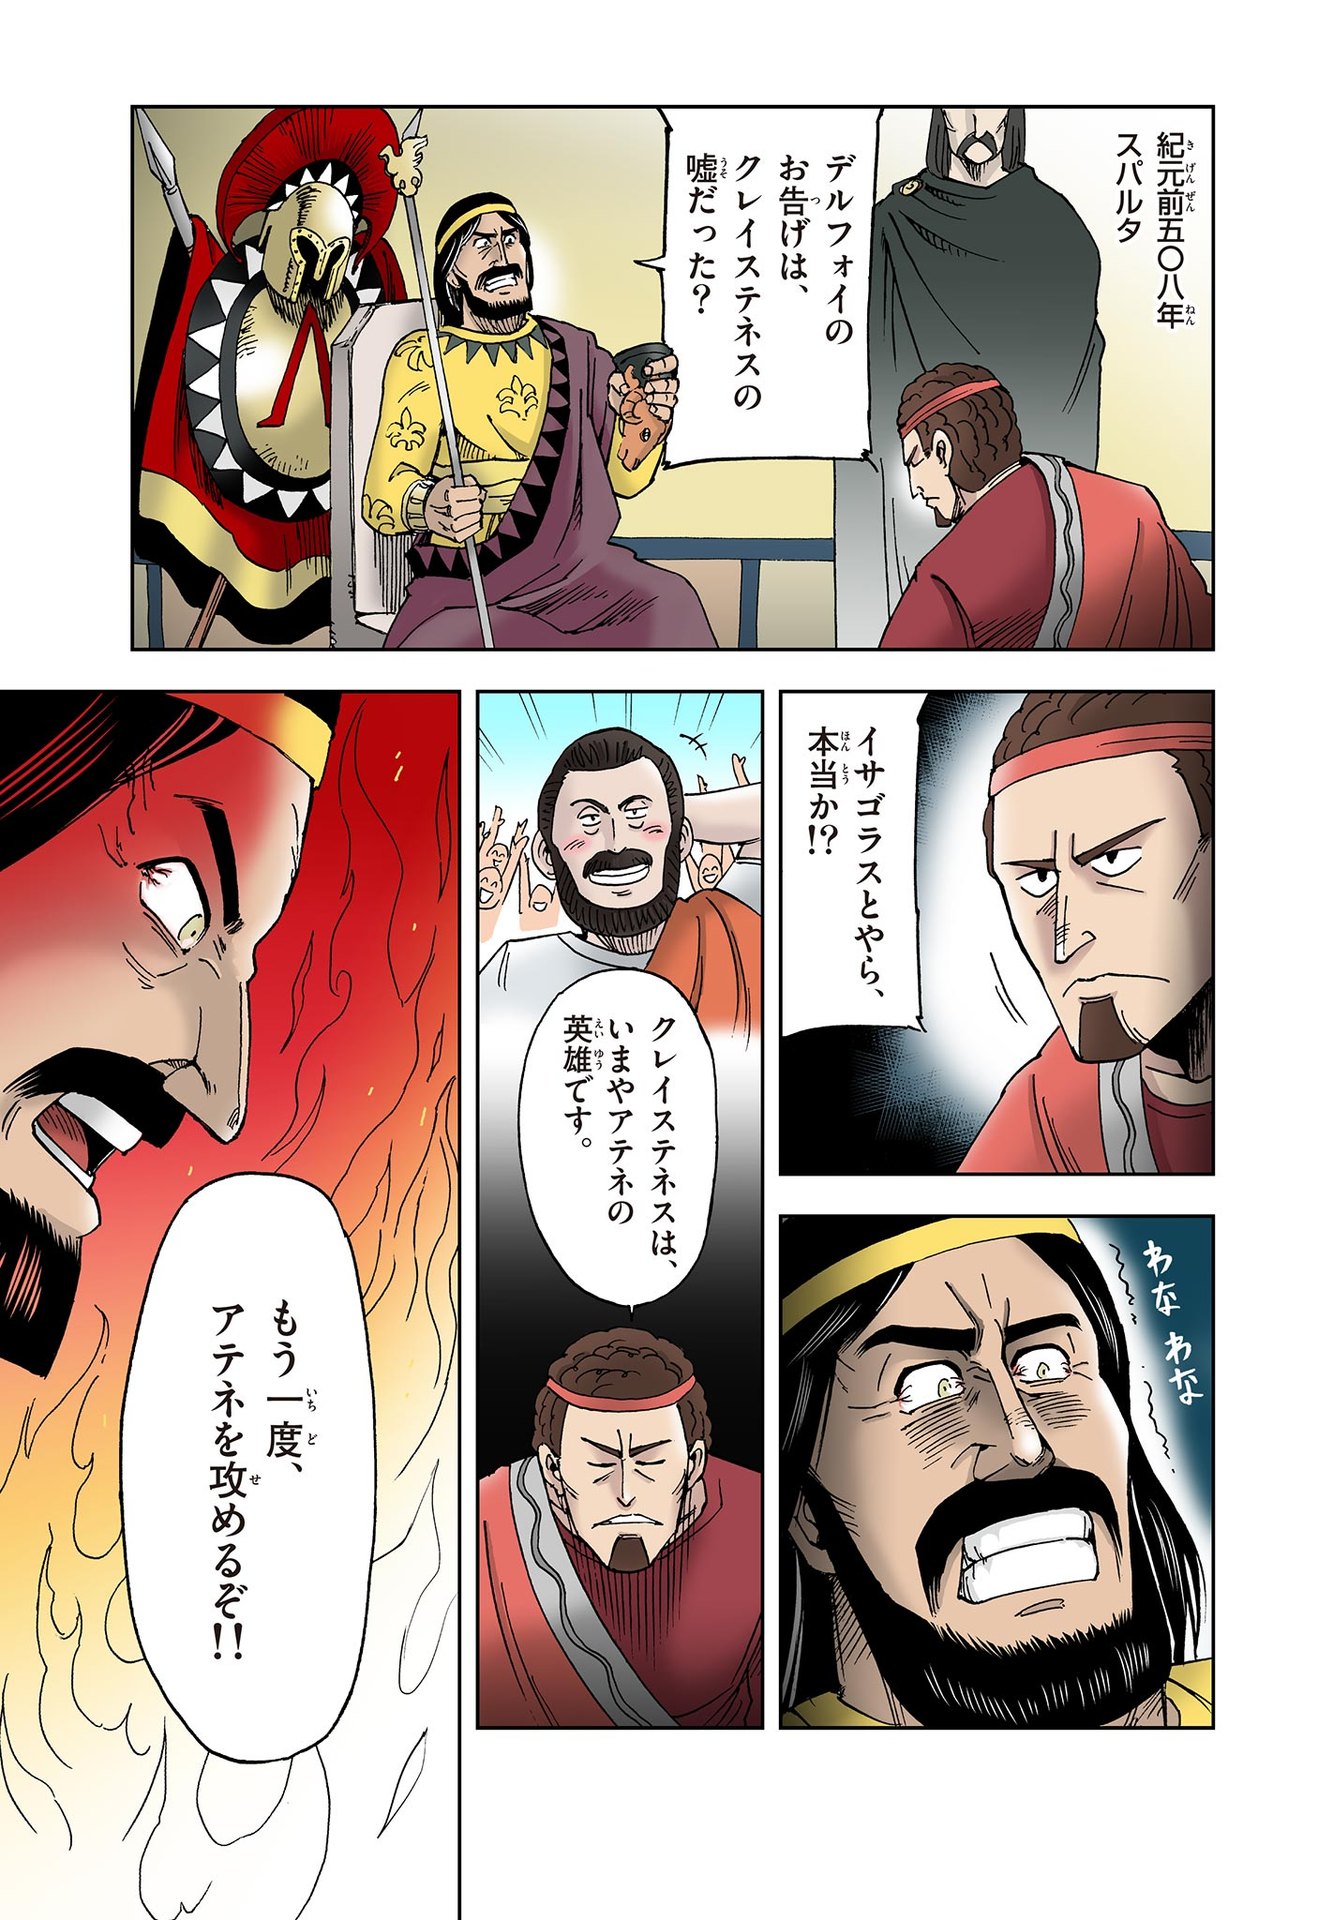 紀元前五〇八年
スパルタ
デルフォイの
お告げは、
クレイステネスの
嘘だった?
イサゴラスとやら、
本当か!?
わなわな
クレイステネスは、
いまやアテネの
英雄です。
もう一度、
アテネを攻めるぞ!!